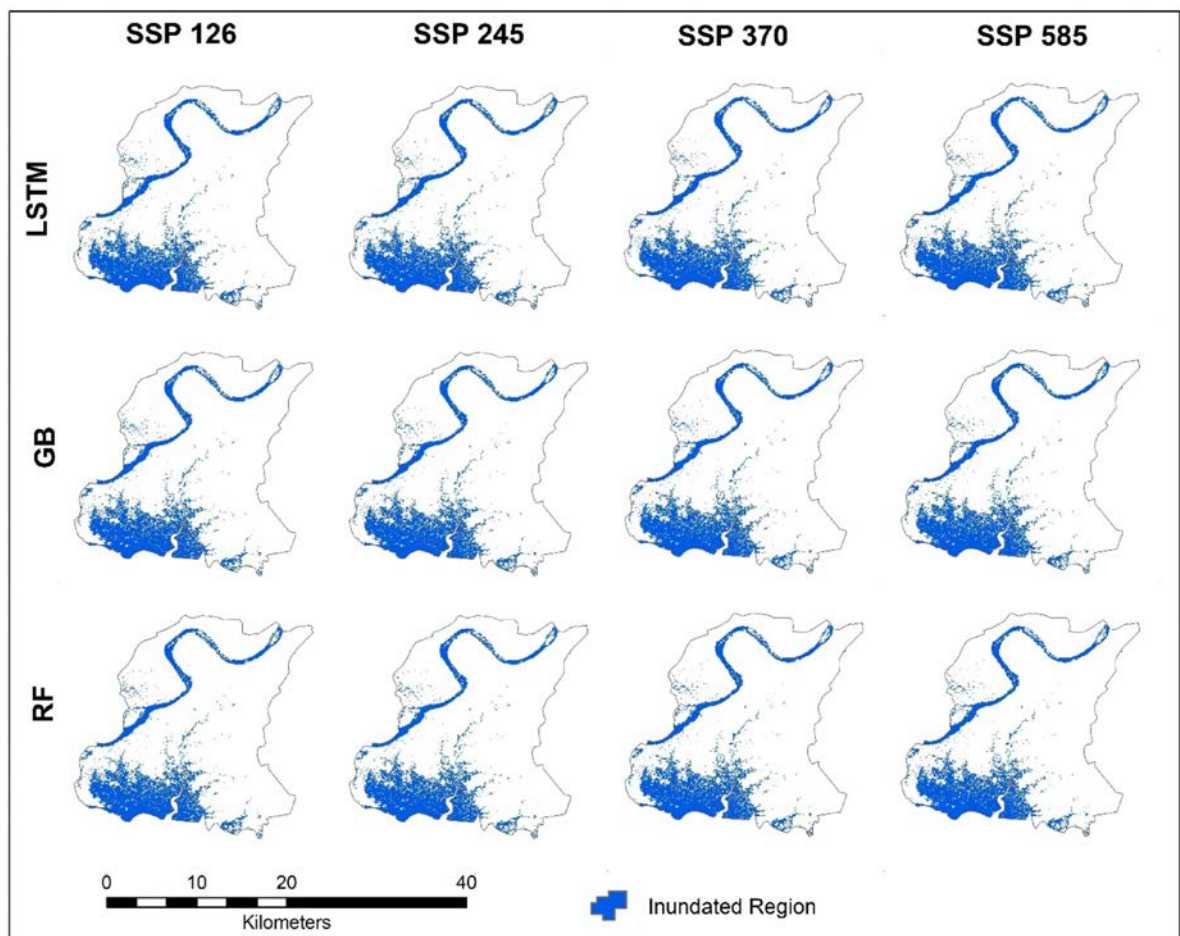 SSP 126 SSP 245 SSP 370 SSP 585
LSTM
GB
RF
0 10 20 40
Kilometers
Inundated Region